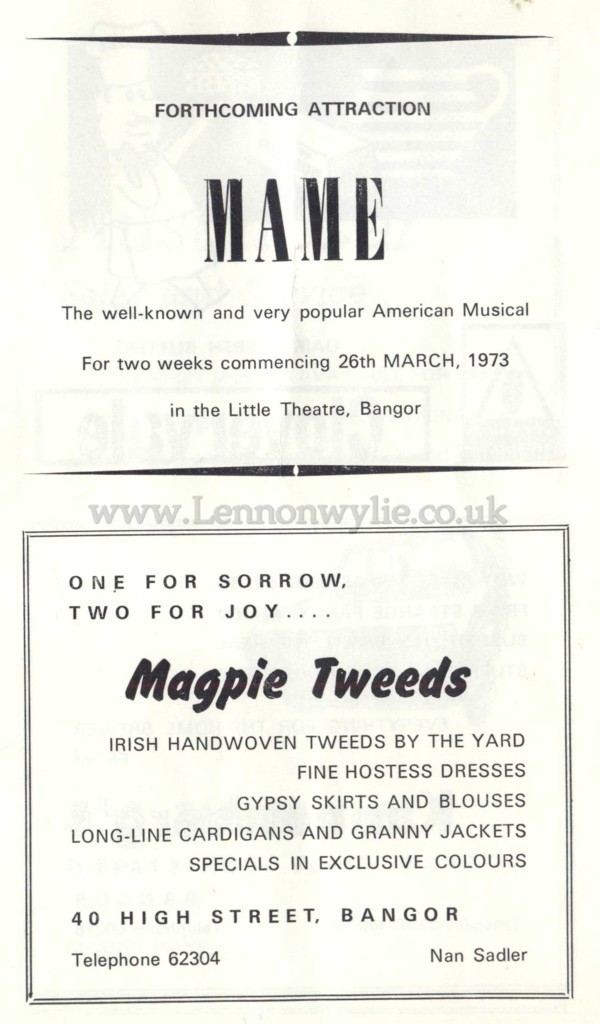 FORTHCOMING ATTRACTION
MAME
The well-known and very popular American Musical
For two weeks commencing 26th MARCH, 1973
in the Little Theatre, Bangor
www.Lennonwylie.co.uk
ONE FOR SORROW,
TWO FOR JOY....
Magpie Tweeds
IRISH HANDWOVEN TWEEDS BY THE YARD
FINE HOSTESS DRESSES
GYPSY SKIRTS AND BLOUSES
LONG-LINE CARDIGANS AND GRANNY JACKETS
SPECIALS IN EXCLUSIVE COLOURS
40 HIGH STREET, BANGOR
Telephone 62304 Nan Sadler